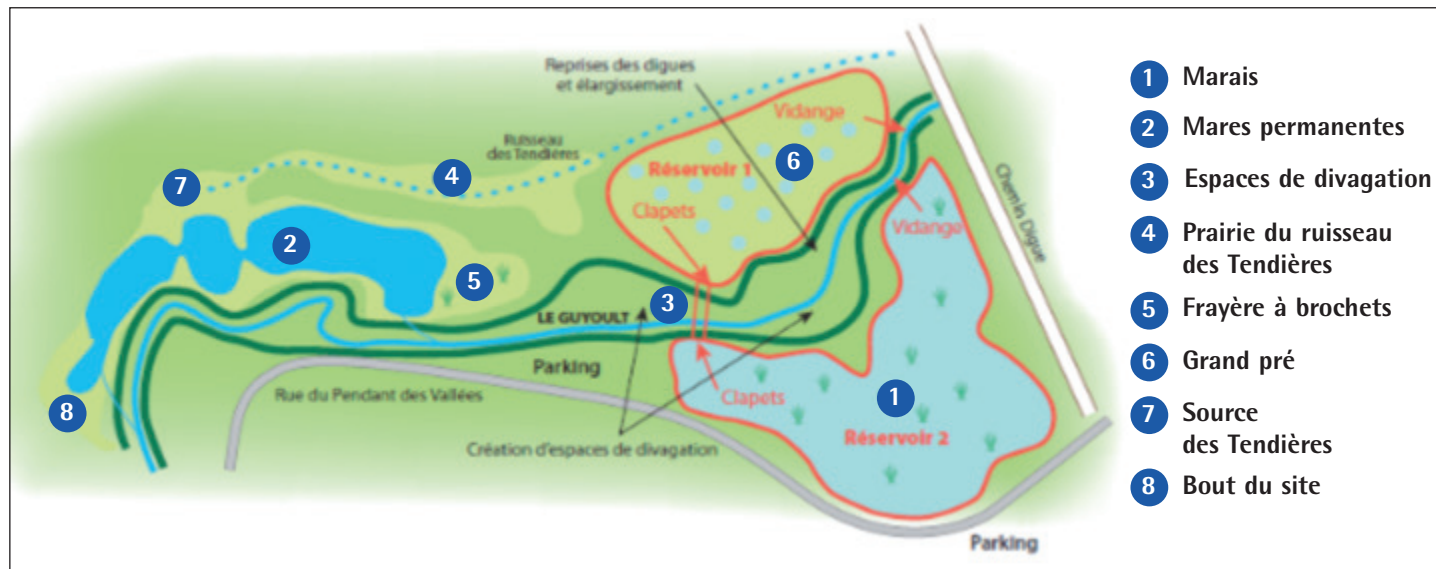 Reprises des digues
et élargissement
Vidange
Ruisseau
des Tendières
7
4
6
Réservoir 1
Clapets
Vidange
Chemin Digue
2
5
3
LE GUYOULT
Parking
Rue du Pendant des Vallées
8
Clapets
1
Réservoir 2
Création d'espaces de divagation
Parking
1 Marais
2 Mares permanentes
3 Espaces de divagation
4 Prairie du ruisseau
des Tendières
5 Frayère à brochets
6 Grand pré
7 Source
des Tendières
8 Bout du site